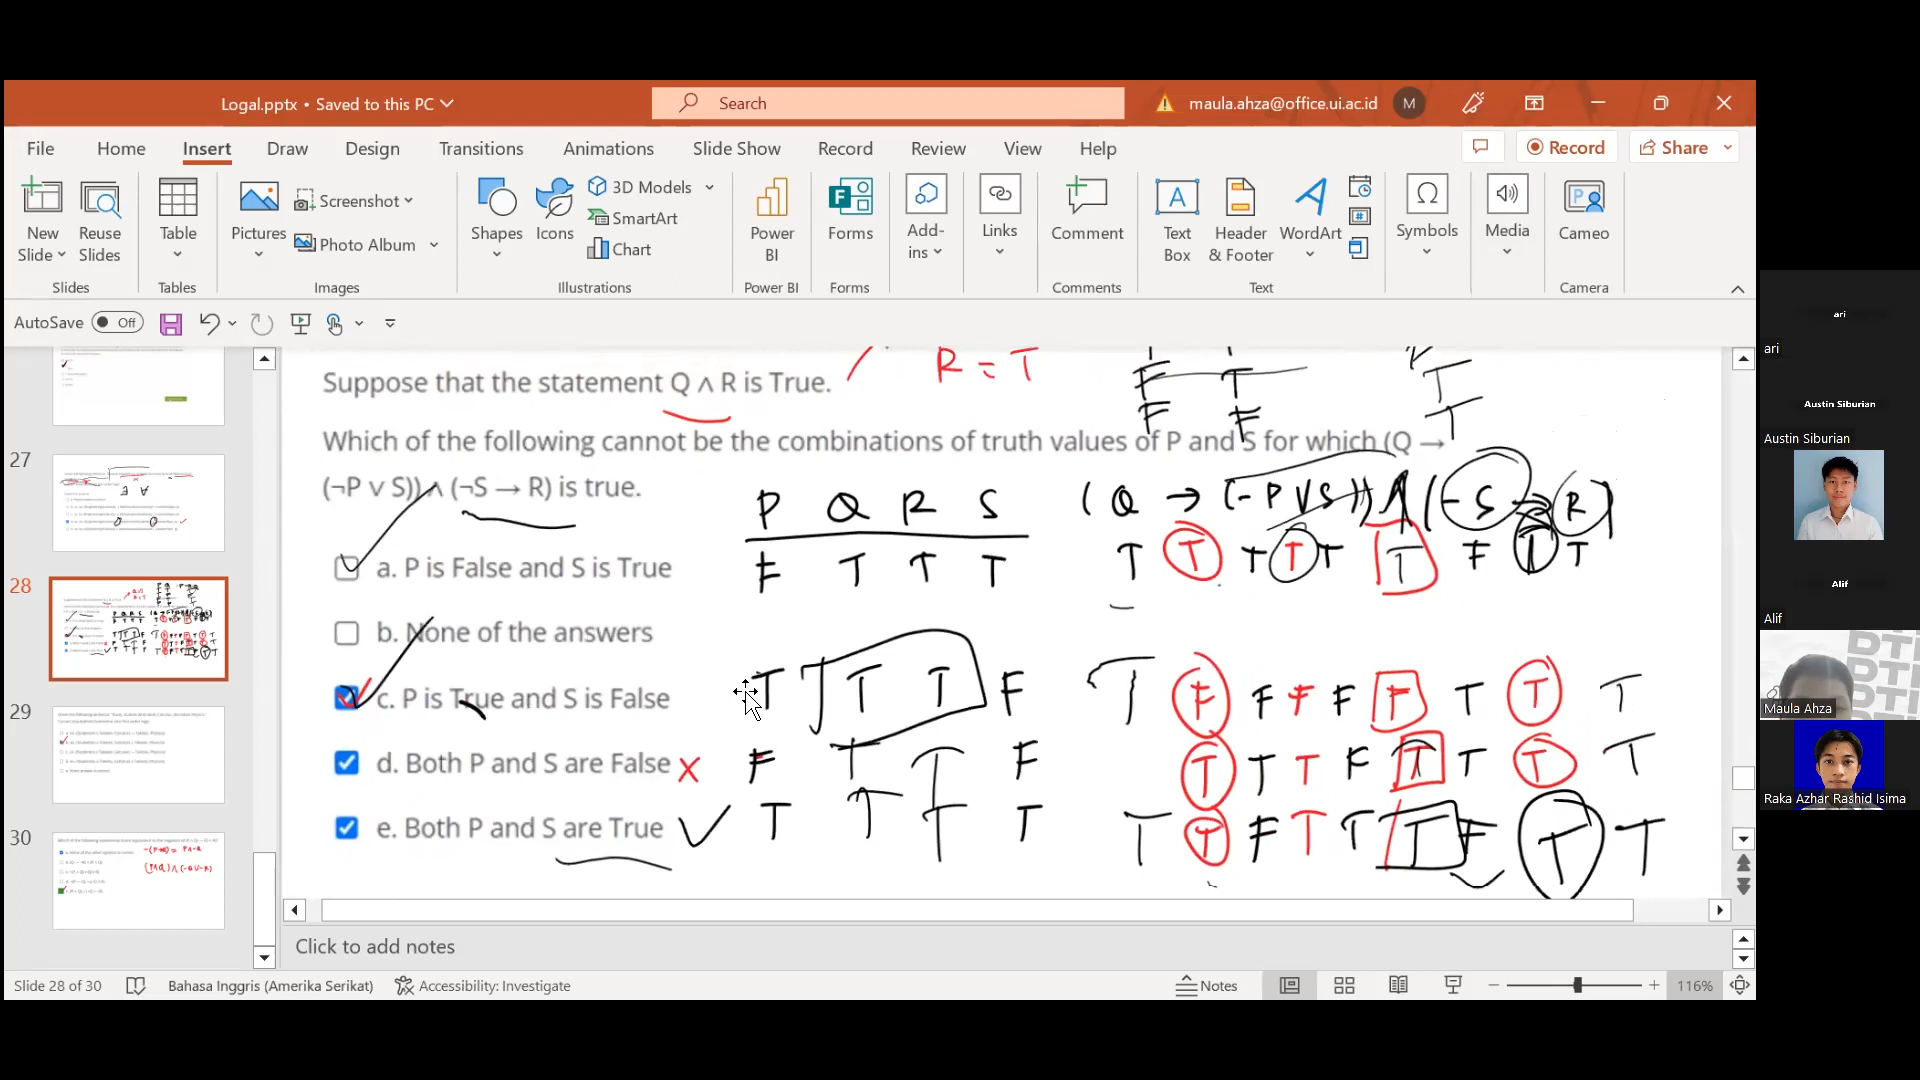 Logal.pptx • Saved to this PC
Search
maula.ahza@office.ui.ac.id
M
File Home Insert Draw Design Transitions Animations Slide Show Record Review View Help
Record
Share
New Slide
Reuse Slides
Table
Pictures
Screenshot
Photo Album
Shapes
Icons
3D Models
SmartArt
Chart
Power BI
Forms
Add-ins
Links
Comment
Text Box
Header & Footer
WordArt
Symbols
Media
Cameo
Slides Tables Images Illustrations Power BI Forms Comments Text Camera
AutoSave Off
27
28
29
30
R = T
F T T
F F T
Suppose that the statement Q ∧ R is True.
Which of the following cannot be the combinations of truth values of P and S for which (Q →
(¬P ∨ S)) ∧ (¬S → R) is true.
P Q R S (Q → (¬P V S)) ∧ (¬S → R)
a. P is False and S is True
F T T T T T T T T T F T T
b. None of the answers
c. P is True and S is False
T T T F T F F F F F T T T
d. Both P and S are False X
F T T F T T T F T T T T
e. Both P and S are True
T T T T T T F T T T F T T
Click to add notes
Slide 28 of 30
Bahasa Inggris (Amerika Serikat)
Accessibility: Investigate
Notes
116%
ari
ari
Austin Siburian
Austin Siburian
Alif
Alif
Maula Ahza
Raka Azhar Rashid Isima